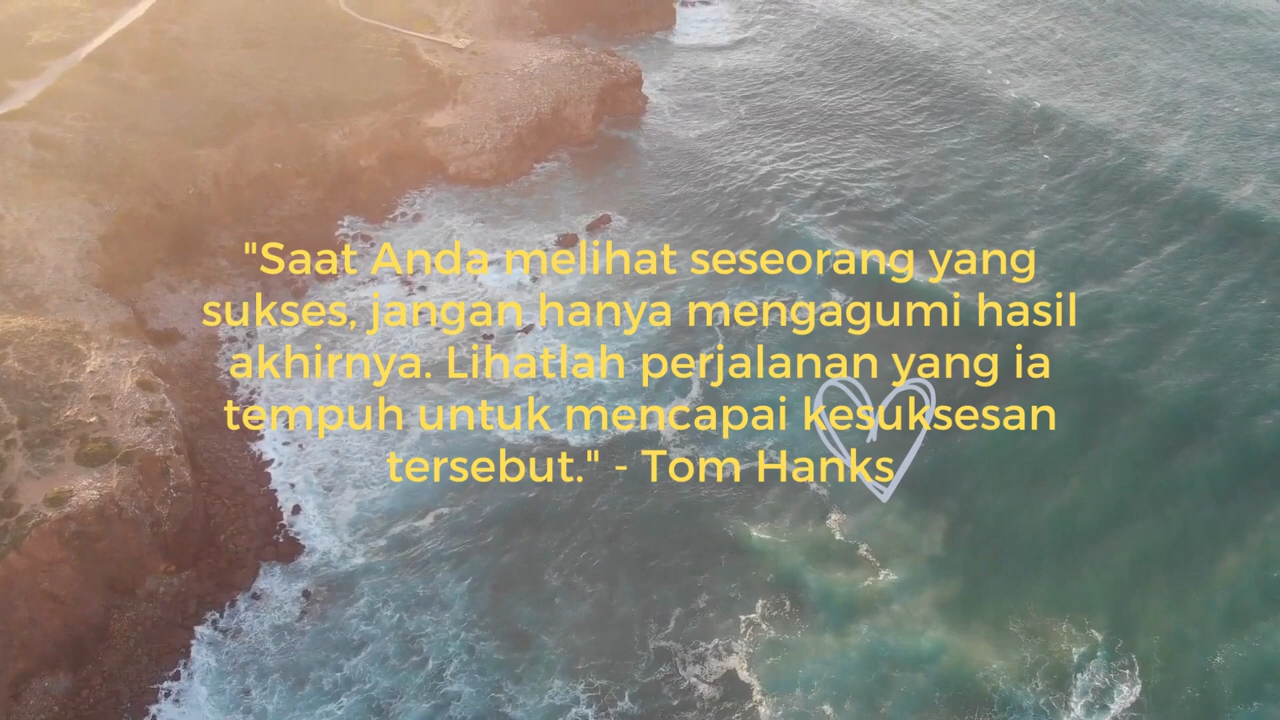 "Saat Anda melihat seseorang yang
sukses, jangan hanya mengagumi hasil
akhirnya. Lihatlah perjalanan yang ia
tempuh untuk mencapai kesuksesan
tersebut." - Tom Hanks